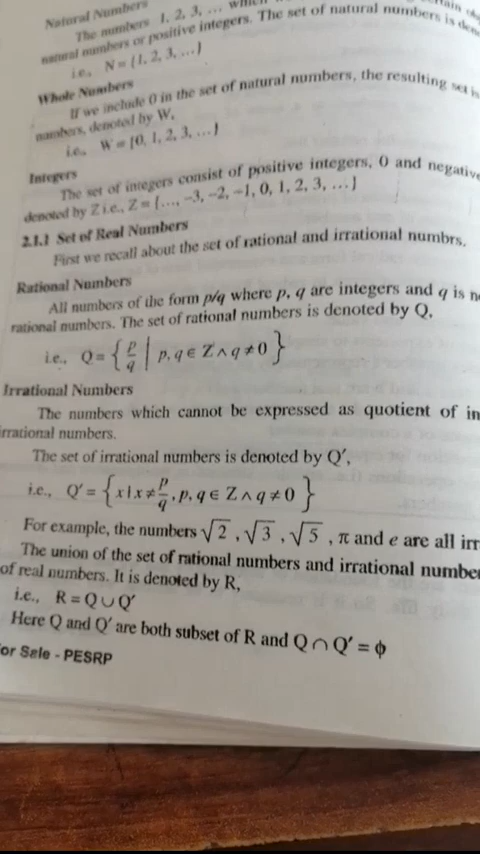 Natural Numbers
The numbers 1, 2, 3, ...
natural numbers or positive integers. The set of natural numbers is
i.e., N = {1, 2, 3, ...}
Whole Numbers
If we include 0 in the set of natural numbers, the resulting set is
numbers, denoted by W,
i.e., W = {0, 1, 2, 3, ...}
Integers
The set of integers consist of positive integers, 0 and negative
denoted by Z i.e., Z = {..., –3, –2, –1, 0, 1, 2, 3, ...}
2.1.1 Set of Real Numbers
First we recall about the set of rational and irrational numbrs.
Rational Numbers
All numbers of the form p/q where p, q are integers and q is
rational numbers. The set of rational numbers is denoted by Q,
i.e., Q = { p/q | p, q ∈ Z ∧ q ≠ 0 }
Irrational Numbers
The numbers which cannot be expressed as quotient of in
irrational numbers.
The set of irrational numbers is denoted by Q′,
i.e., Q′ = { x | x ≠ p/q, p, q ∈ Z ∧ q ≠ 0 }
For example, the numbers √2 , √3 , √5 , π and e are all irr
The union of the set of rational numbers and irrational number
of real numbers. It is denoted by R,
i.e., R = Q ∪ Q′
Here Q and Q′ are both subset of R and Q ∩ Q′ = ϕ
or Sale - PESRP